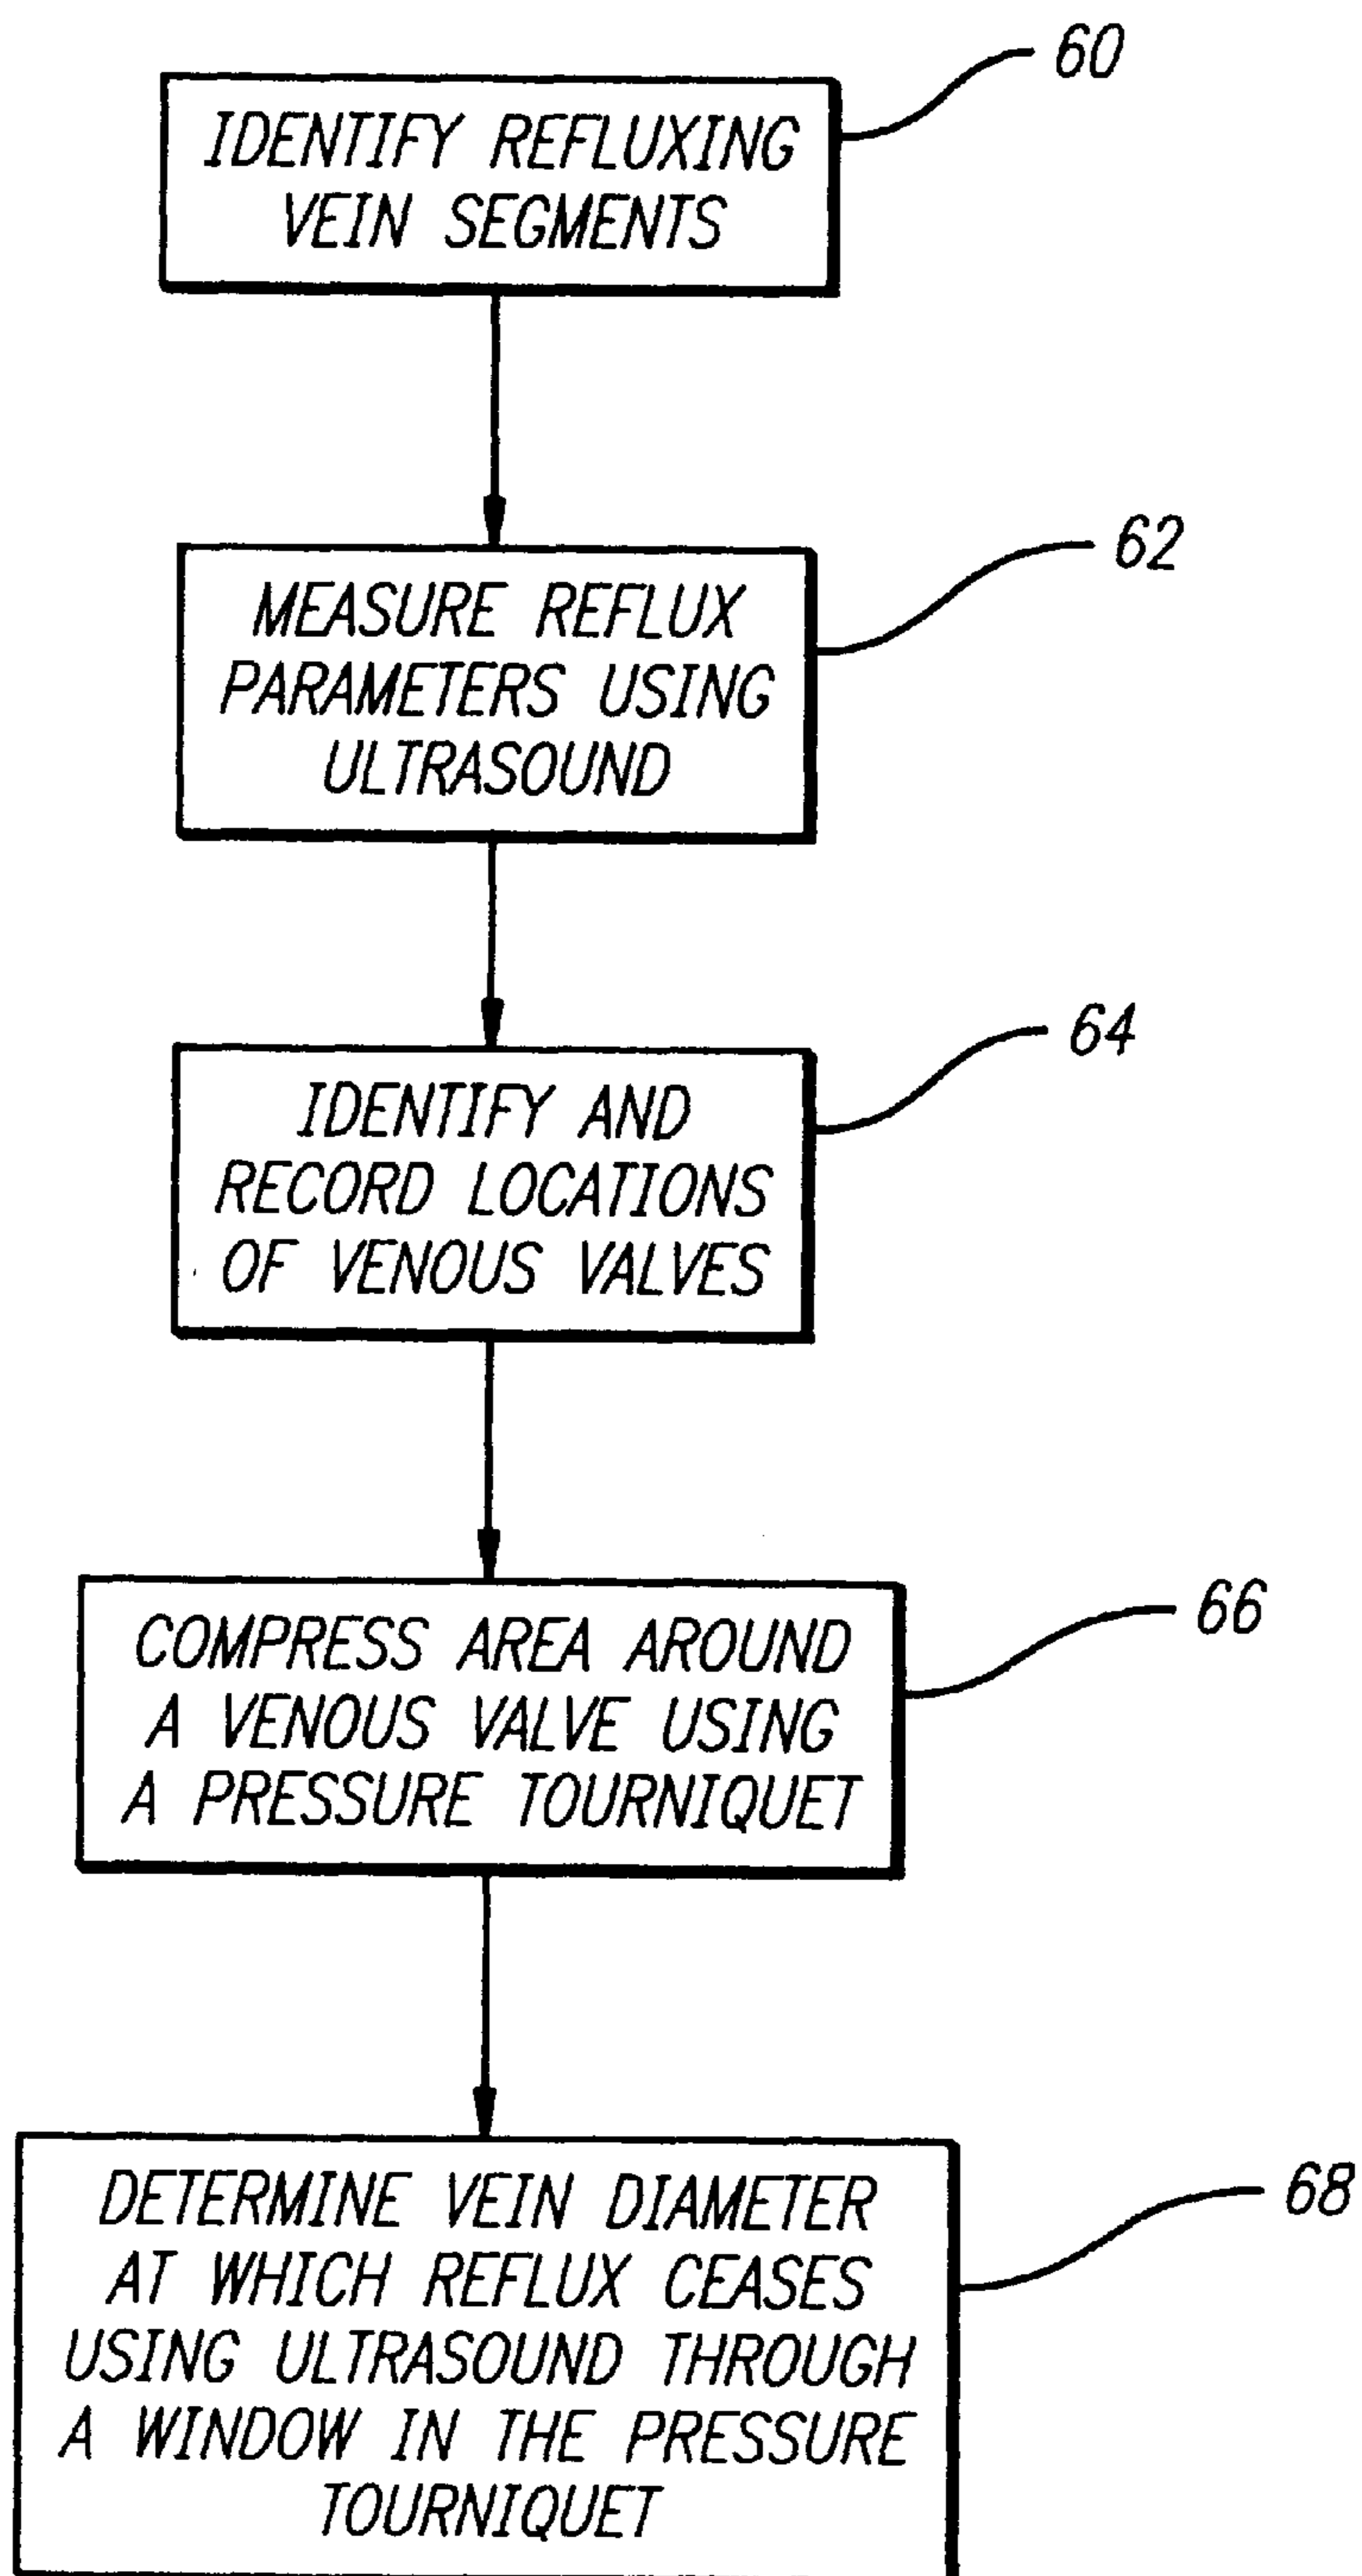 60
IDENTIFY REFLUXING
VEIN SEGMENTS
62
MEASURE REFLUX
PARAMETERS USING
ULTRASOUND
64
IDENTIFY AND
RECORD LOCATIONS
OF VENOUS VALVES
66
COMPRESS AREA AROUND
A VENOUS VALVE USING
A PRESSURE TOURNIQUET
68
DETERMINE VEIN DIAMETER
AT WHICH REFLUX CEASES
USING ULTRASOUND THROUGH
A WINDOW IN THE PRESSURE
TOURNIQUET